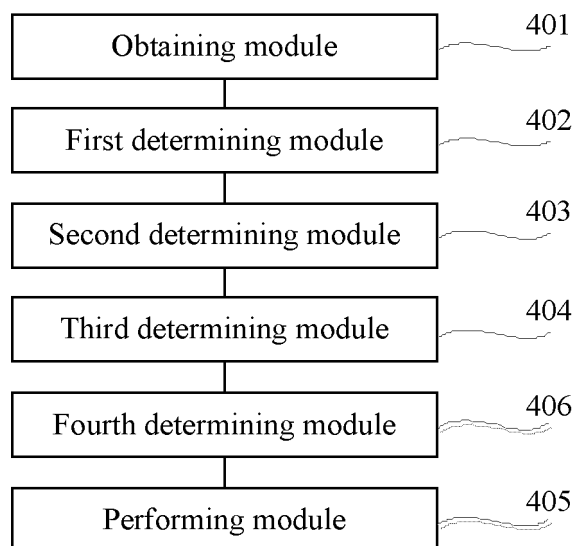 401
Obtaining module
402
First determining module
403
Second determining module
404
Third determining module
406
Fourth determining module
405
Performing module